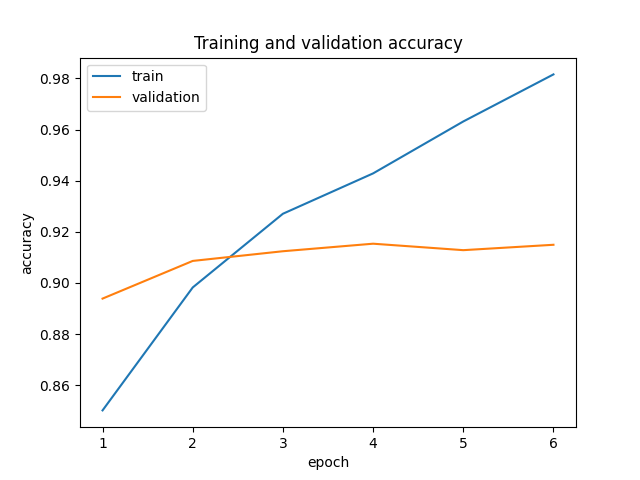 Training and validation accuracy
train
validation
0.98
0.96
0.94
0.92
0.90
0.88
0.86
accuracy
1 2 3 4 5 6
epoch